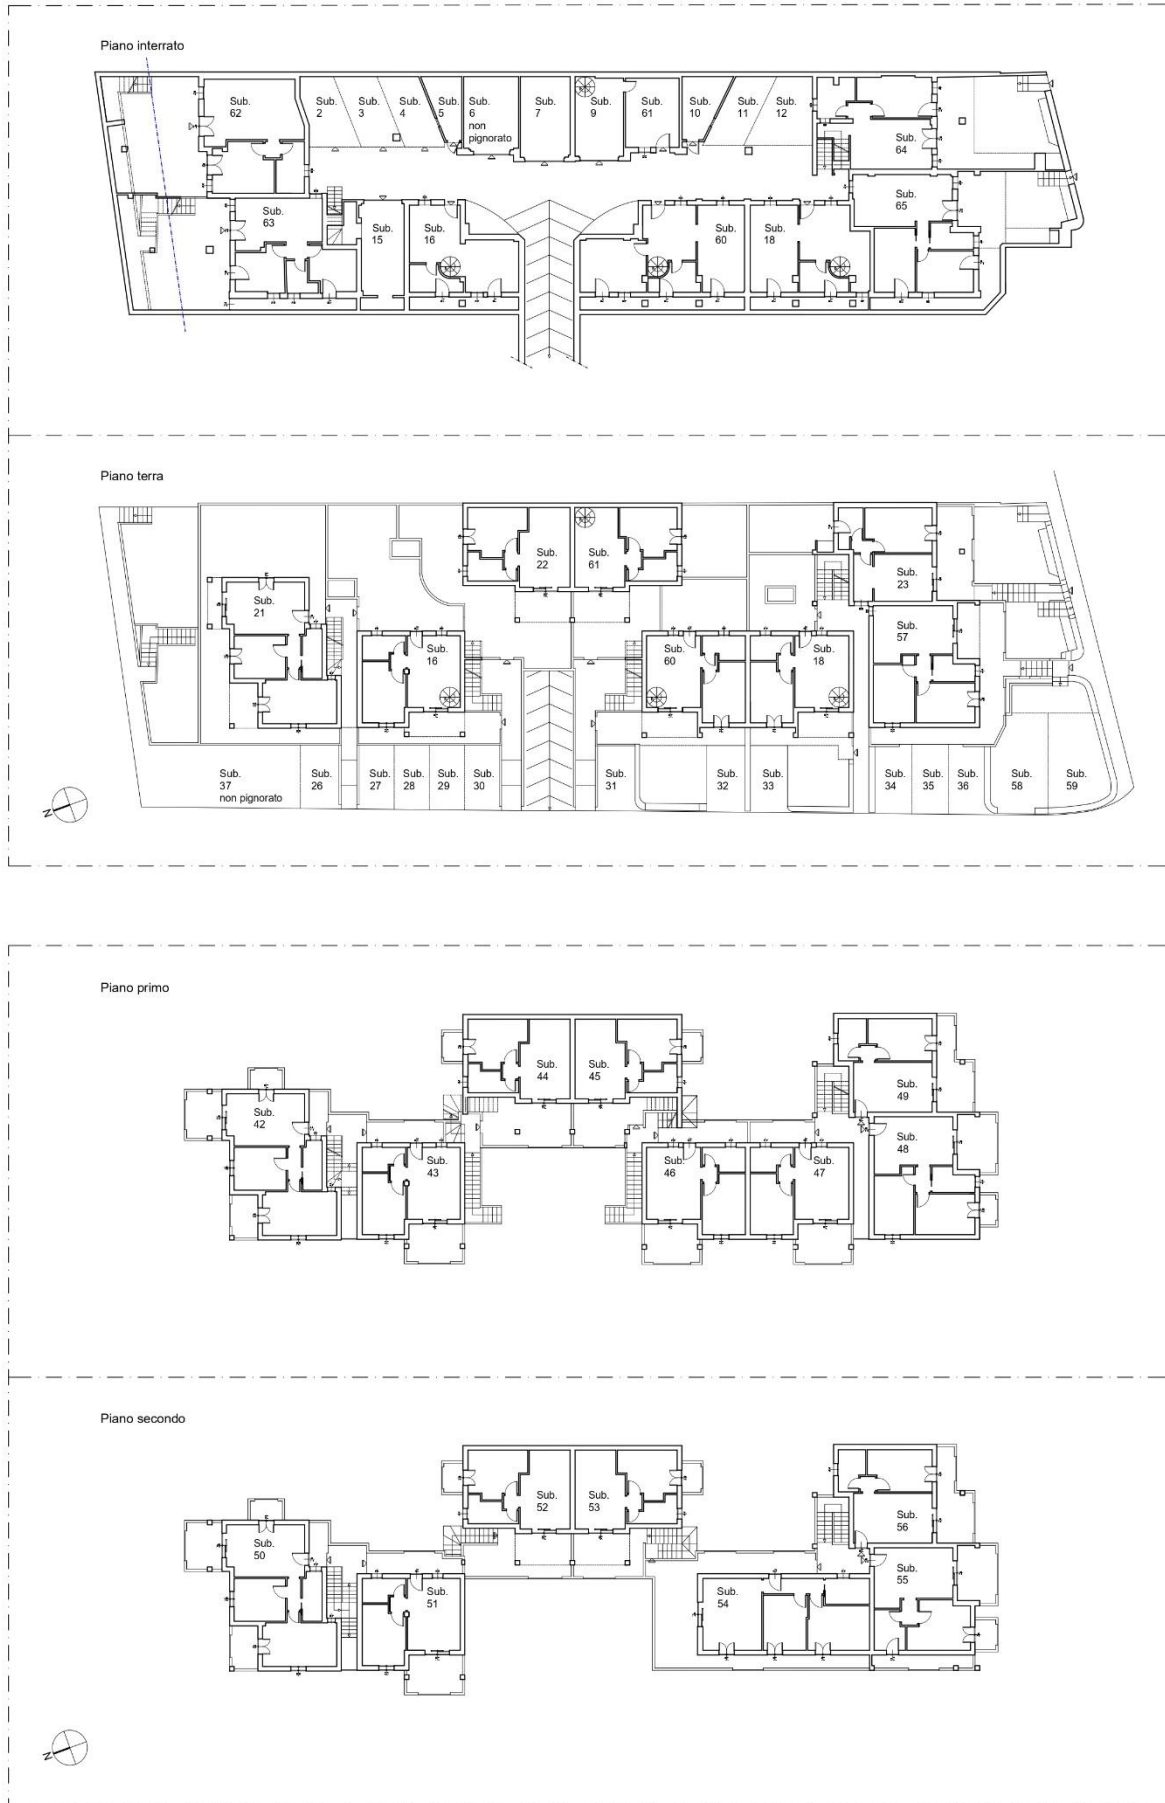 Piano interrato
Sub.
62
Sub.
2
Sub.
3
Sub.
4
Sub.
5
Sub.
6
non
pignorato
Sub.
7
Sub.
9
Sub.
61
Sub.
10
Sub.
11
Sub.
12
Sub.
64
Sub.
63
Sub.
15
Sub.
16
Sub.
60
Sub.
18
Sub.
65
Piano terra
Sub.
22
Sub.
61
Sub.
23
Sub.
21
Sub.
16
Sub.
60
Sub.
18
Sub.
57
Sub.
37
non pignorato
Sub.
26
Sub.
27
Sub.
28
Sub.
29
Sub.
30
Sub.
31
Sub.
32
Sub.
33
Sub.
34
Sub.
35
Sub.
36
Sub.
58
Sub.
59
N
Piano primo
Sub.
44
Sub.
45
Sub.
49
Sub.
42
Sub.
43
Sub.
46
Sub.
47
Sub.
48
Piano secondo
Sub.
52
Sub.
53
Sub.
56
Sub.
50
Sub.
51
Sub.
54
Sub.
55
N